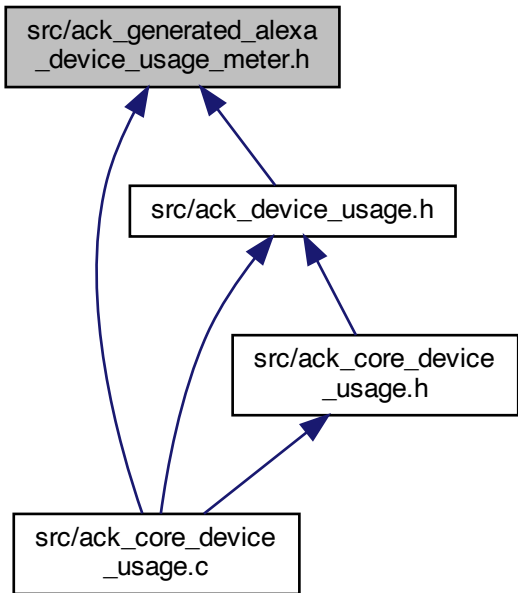 src/ack_generated_alexa
_device_usage_meter.h
src/ack_device_usage.h
src/ack_core_device
_usage.h
src/ack_core_device
_usage.c